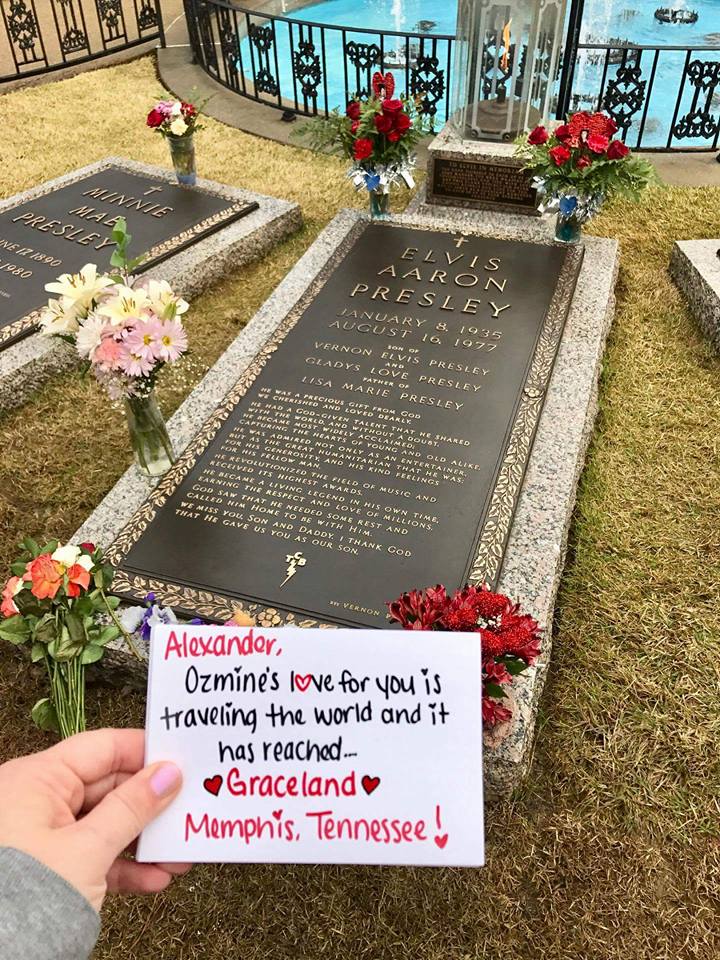 MINNIE
MAE
PRESLEY
JUNE 17, 1890
1980
ELVIS
AARON
PRESLEY
JANUARY 8, 1935
AUGUST 16, 1977
SON OF
VERNON ELVIS PRESLEY
AND
GLADYS LOVE PRESLEY
FATHER OF
LISA MARIE PRESLEY
HE WAS A PRECIOUS GIFT FROM GOD
WE CHERISHED AND LOVED DEARLY.
HE HAD A GOD-GIVEN TALENT THAT HE SHARED
WITH THE WORLD. AND WITHOUT A DOUBT,
HE BECAME MOST WIDELY ACCLAIMED;
CAPTURING THE HEARTS OF YOUNG AND OLD ALIKE.
HE WAS ADMIRED NOT ONLY AS AN ENTERTAINER,
BUT AS THE GREAT HUMANITARIAN THAT HE WAS;
FOR HIS GENEROSITY, AND HIS KIND FEELINGS
FOR HIS FELLOW MAN.
HE REVOLUTIONIZED THE FIELD OF MUSIC AND
RECEIVED ITS HIGHEST AWARDS.
HE BECAME A LIVING LEGEND IN HIS OWN TIME,
EARNING THE RESPECT AND LOVE OF MILLIONS.
GOD SAW THAT HE NEEDED SOME REST AND
CALLED HIM HOME TO BE WITH HIM.
WE MISS YOU, SON AND DADDY. I THANK GOD
THAT HE GAVE US YOU AS OUR SON.
TCB
BY: VERNON
Alexander,
Ozmine's love for you is
traveling the world and it
has reached...
Graceland
Memphis, Tennessee!